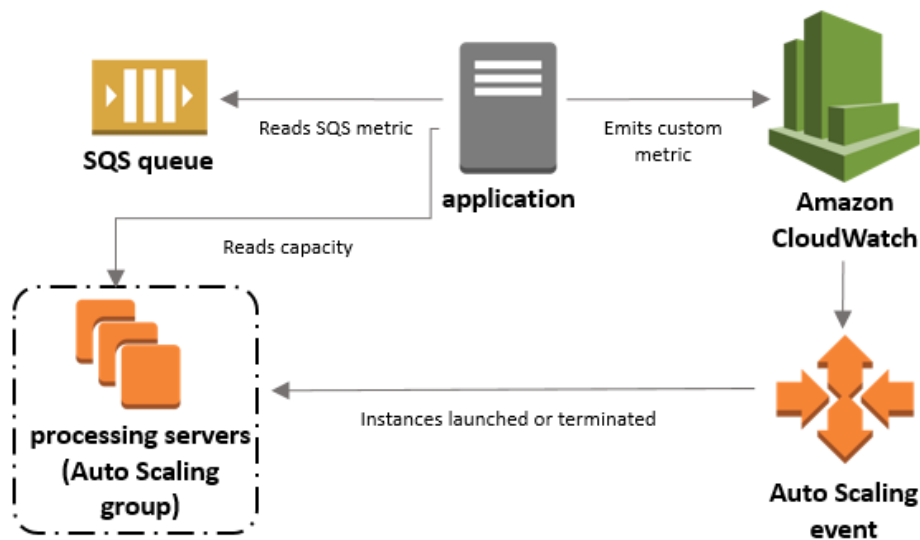 Reads SQS metric
Emits custom
metric
SQS queue
application
Amazon
CloudWatch
Reads capacity
processing servers
(Auto Scaling
group)
Instances launched or terminated
Auto Scaling
event